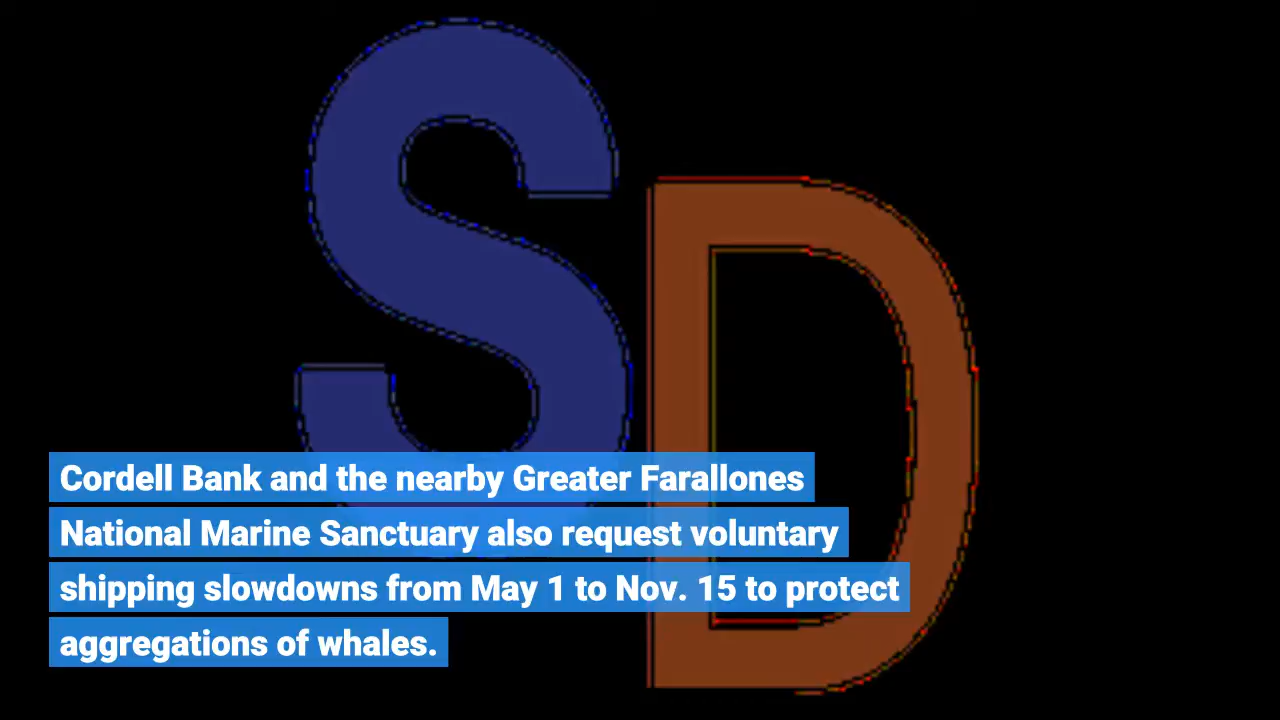 SD
Cordell Bank and the nearby Greater Farallones
National Marine Sanctuary also request voluntary
shipping slowdowns from May 1 to Nov. 15 to protect
aggregations of whales.